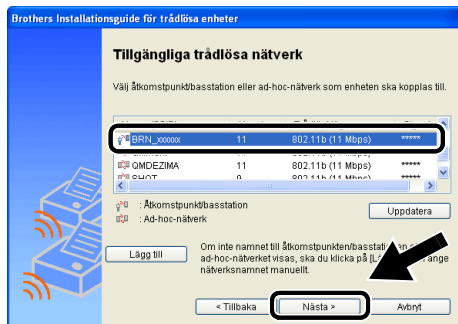 Brothers Installationsguide för trådlösa enheter
Tillgängliga trådlösa nätverk
Välj åtkomstpunkt/basstation eller ad-hoc-nätverk som enheten ska kopplas till.
BRN_xxxxxx 11 802.11b (11 Mbps) *****
QMDEZIMA 11 802.11b (11 Mbps) *****
SHOT 9 802.11b (11 Mbps) *****
: Åtkomstpunkt/basstation
: Ad-hoc-nätverk
Uppdatera
Lägg till
Om inte namnet till åtkomstpunkten/basstationen
ad-hoc-nätverket visas, ska du klicka på ange
nätverksnamnet manuellt.
< Tillbaka
Nästa >
Avbryt